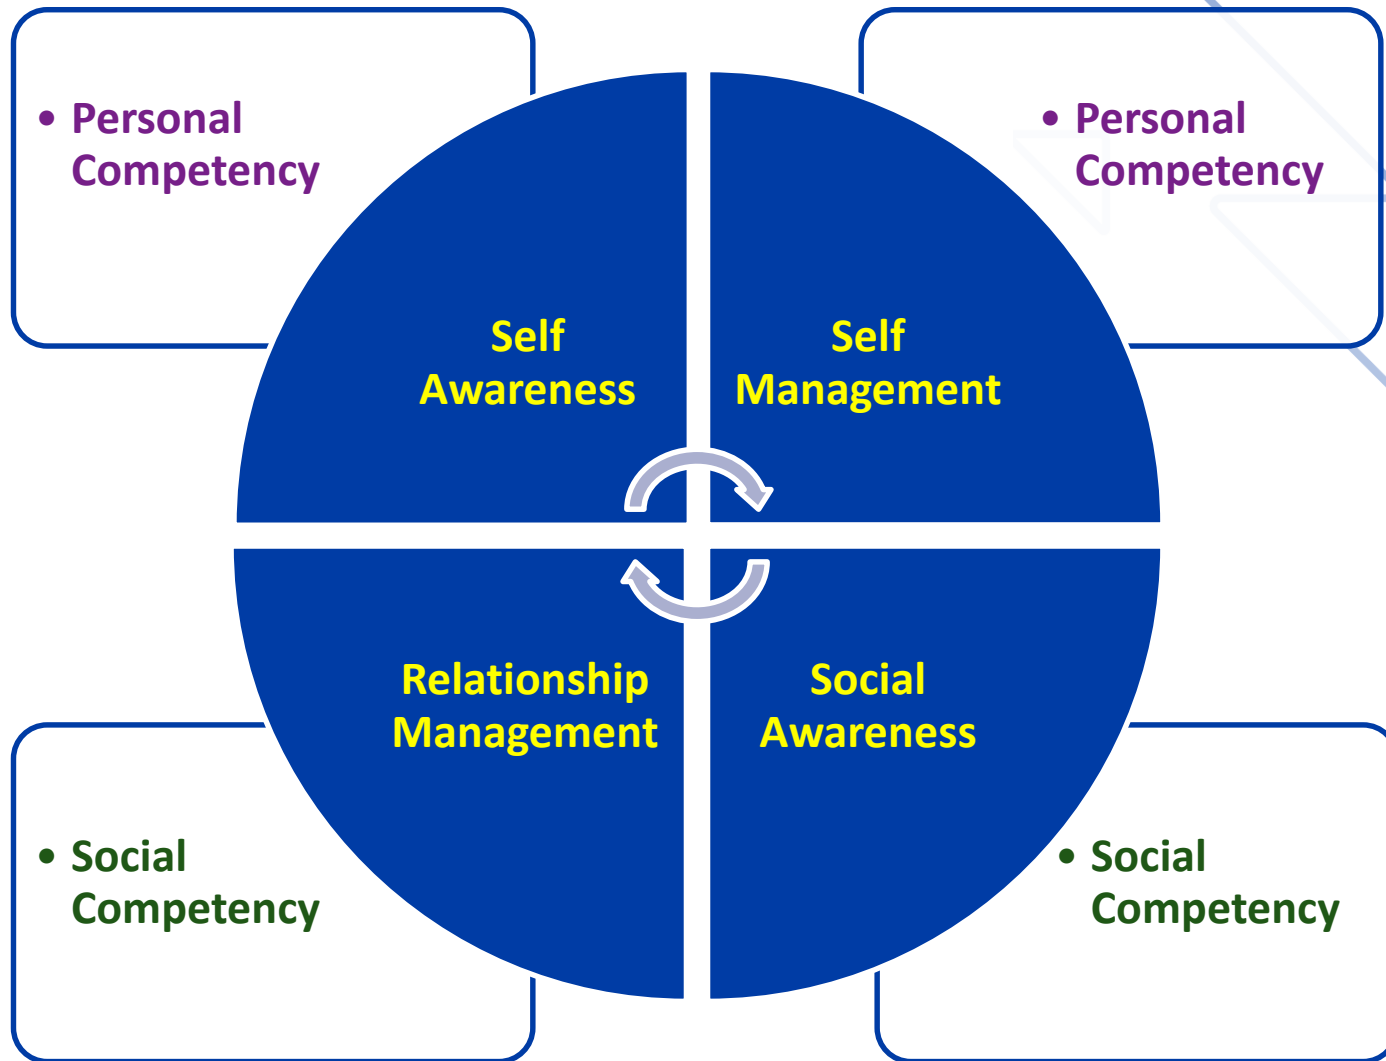 • Personal
Competency
• Personal
Competency
Self
Awareness
Self
Management
Relationship
Management
Social
Awareness
• Social
Competency
• Social
Competency